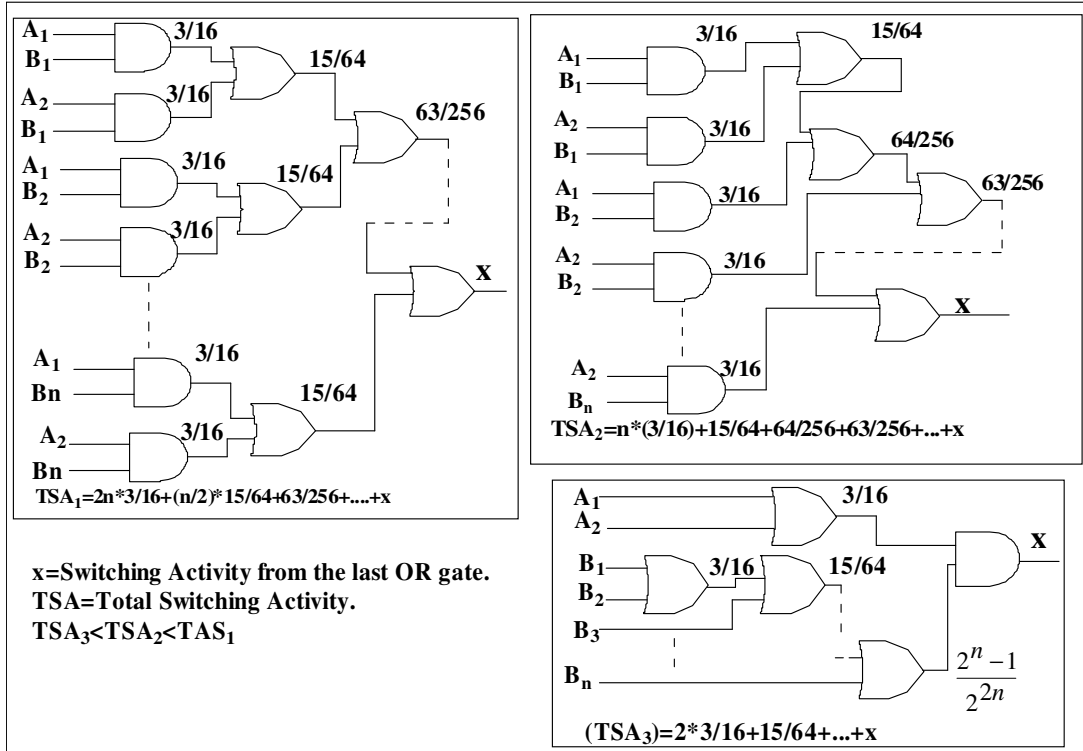 A1
B1
3/16
A2
B1
3/16
15/64
A1
B2
3/16
A2
B2
3/16
15/64
63/256
x
A1
Bn
3/16
A2
Bn
3/16
15/64
TSA1=2n*3/16+(n/2)*15/64+63/256+....+x
A1
B1
3/16
A2
B1
3/16
15/64
A1
B2
3/16
64/256
A2
B2
3/16
63/256
A2
Bn
3/16
x
TSA2=n*(3/16)+15/64+64/256+63/256+...+x
x=Switching Activity from the last OR gate.
TSA=Total Switching Activity.
TSA3<TSA2<TAS1
A1
A2
3/16
B1
B2
3/16
B3
15/64
Bn
2^n −1
2^2n
x
(TSA3)=2*3/16+15/64+...+x